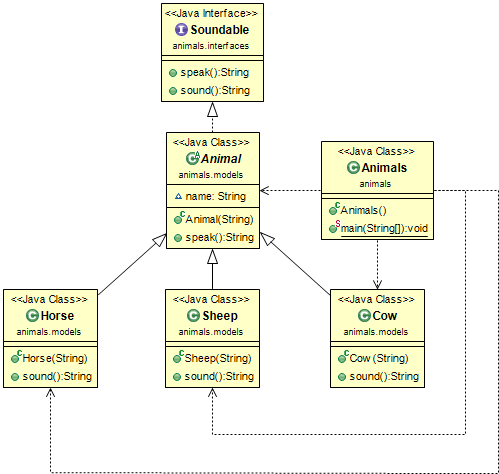 <<Java Interface>>
Soundable
animals.interfaces
speak():String
sound():String
<<Java Class>>
Animal
animals.models
name: String
Animal(String)
speak():String
<<Java Class>>
Animals
animals
Animals()
main(String[]):void
<<Java Class>>
Horse
animals.models
Horse(String)
sound():String
<<Java Class>>
Sheep
animals.models
Sheep(String)
sound():String
<<Java Class>>
Cow
animals.models
Cow(String)
sound():String